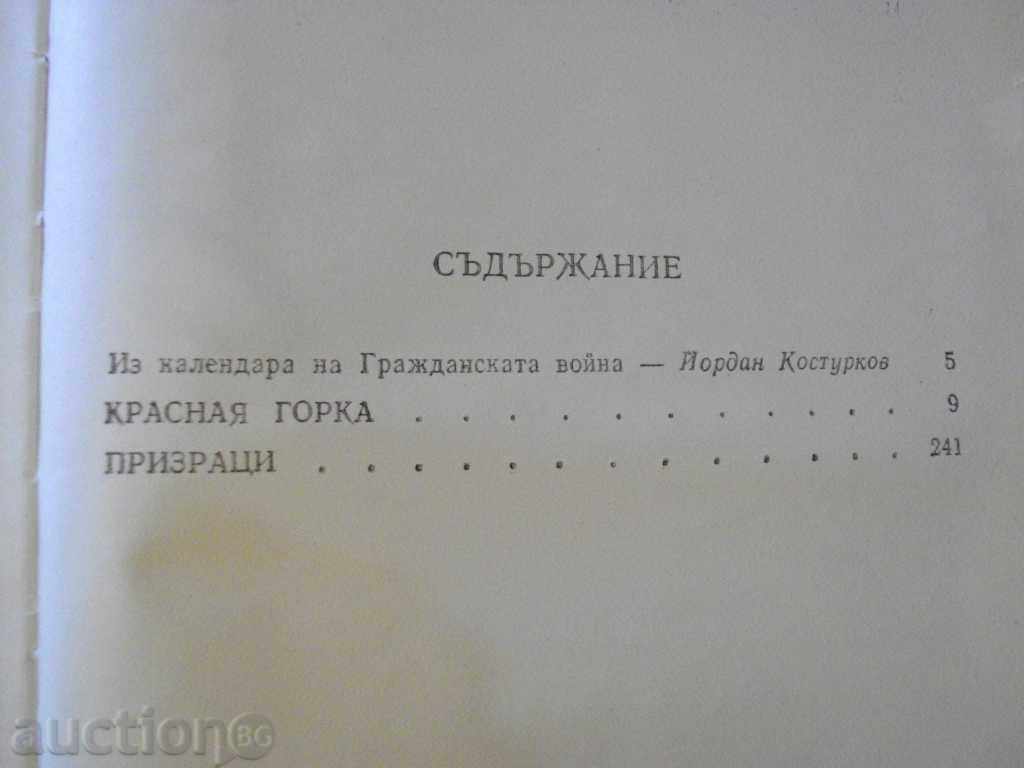 СЪДЪРЖАНИЕ
Из календара на Гражданската война — Йордан Костурков 5
КРАСНАЯ ГОРКА . . . . . . . . . . 9
ПРИЗРАЦИ . . . . . . . . . . . . 241
auction BG